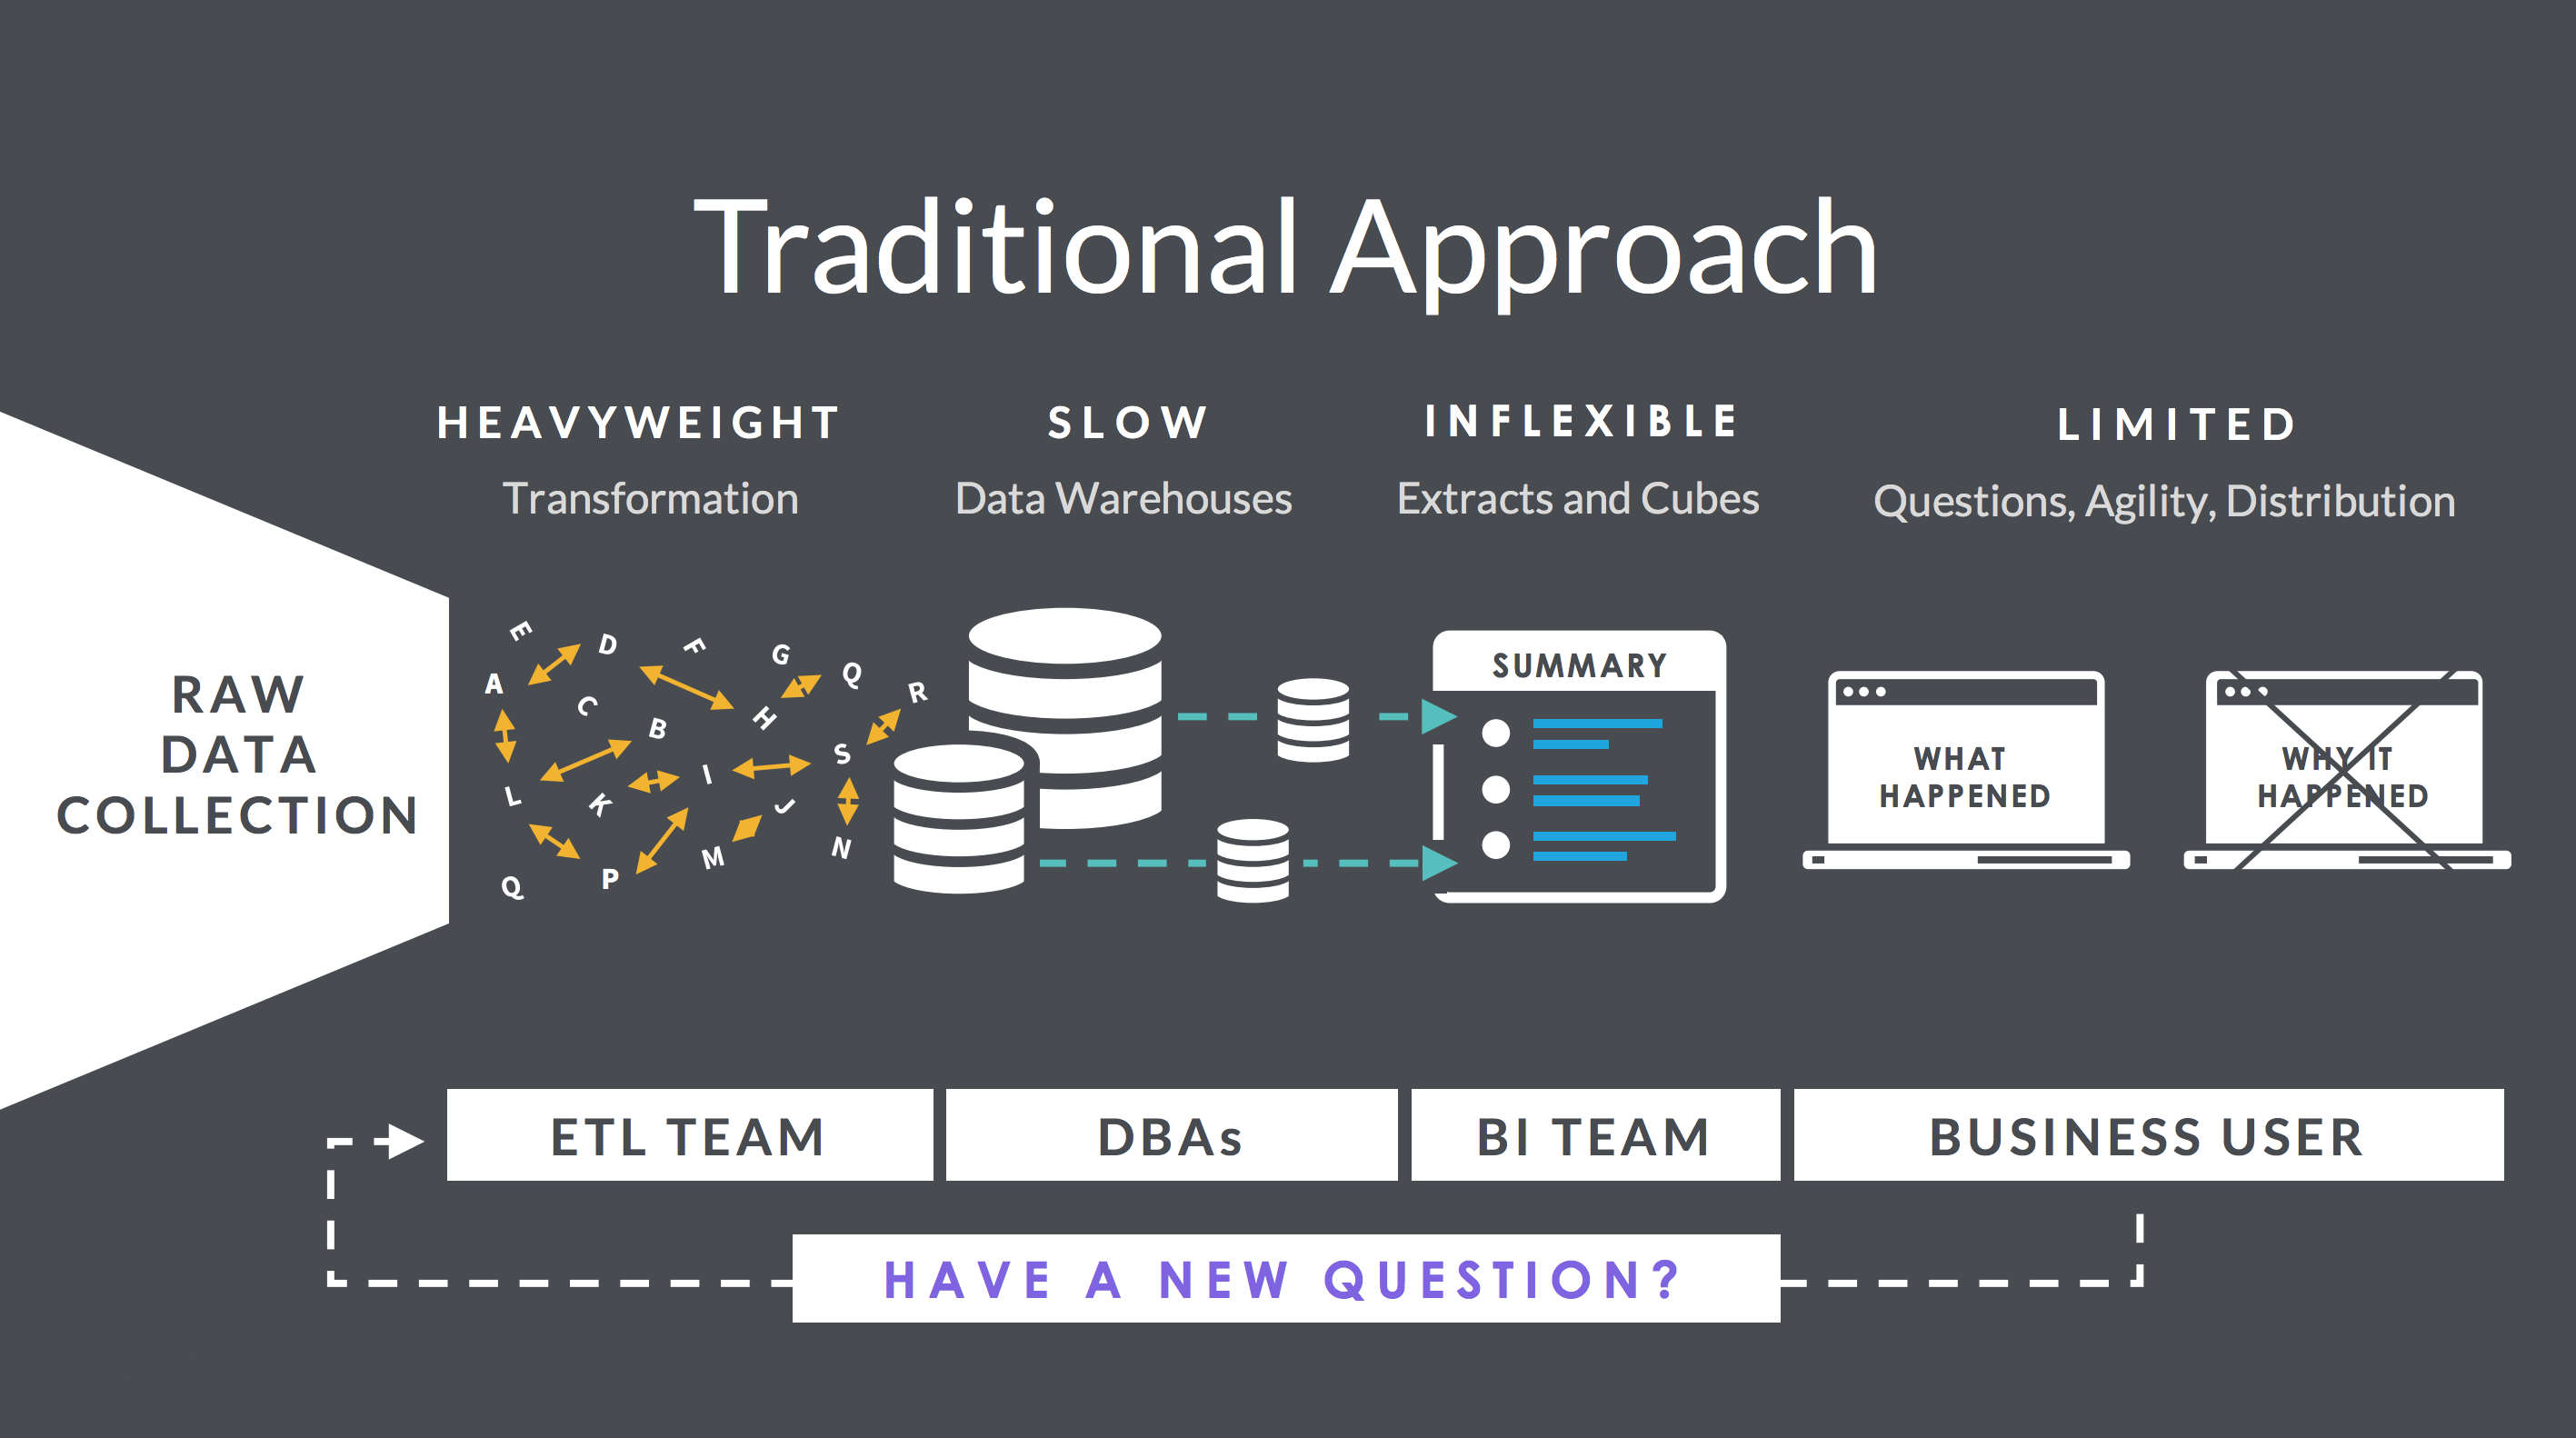 Traditional Approach
HEAVYWEIGHT
Transformation
SLOW
Data Warehouses
INFLEXIBLE
Extracts and Cubes
LIMITED
Questions, Agility, Distribution
RAW
DATA
COLLECTION
E
D
F
G
Q
R
A
C
B
H
S
I
L
K
J
M
N
Q
P
SUMMARY
WHAT
HAPPENED
WHY IT
HAPPENED
ETL TEAM
DBAs
BI TEAM
BUSINESS USER
HAVE A NEW QUESTION?